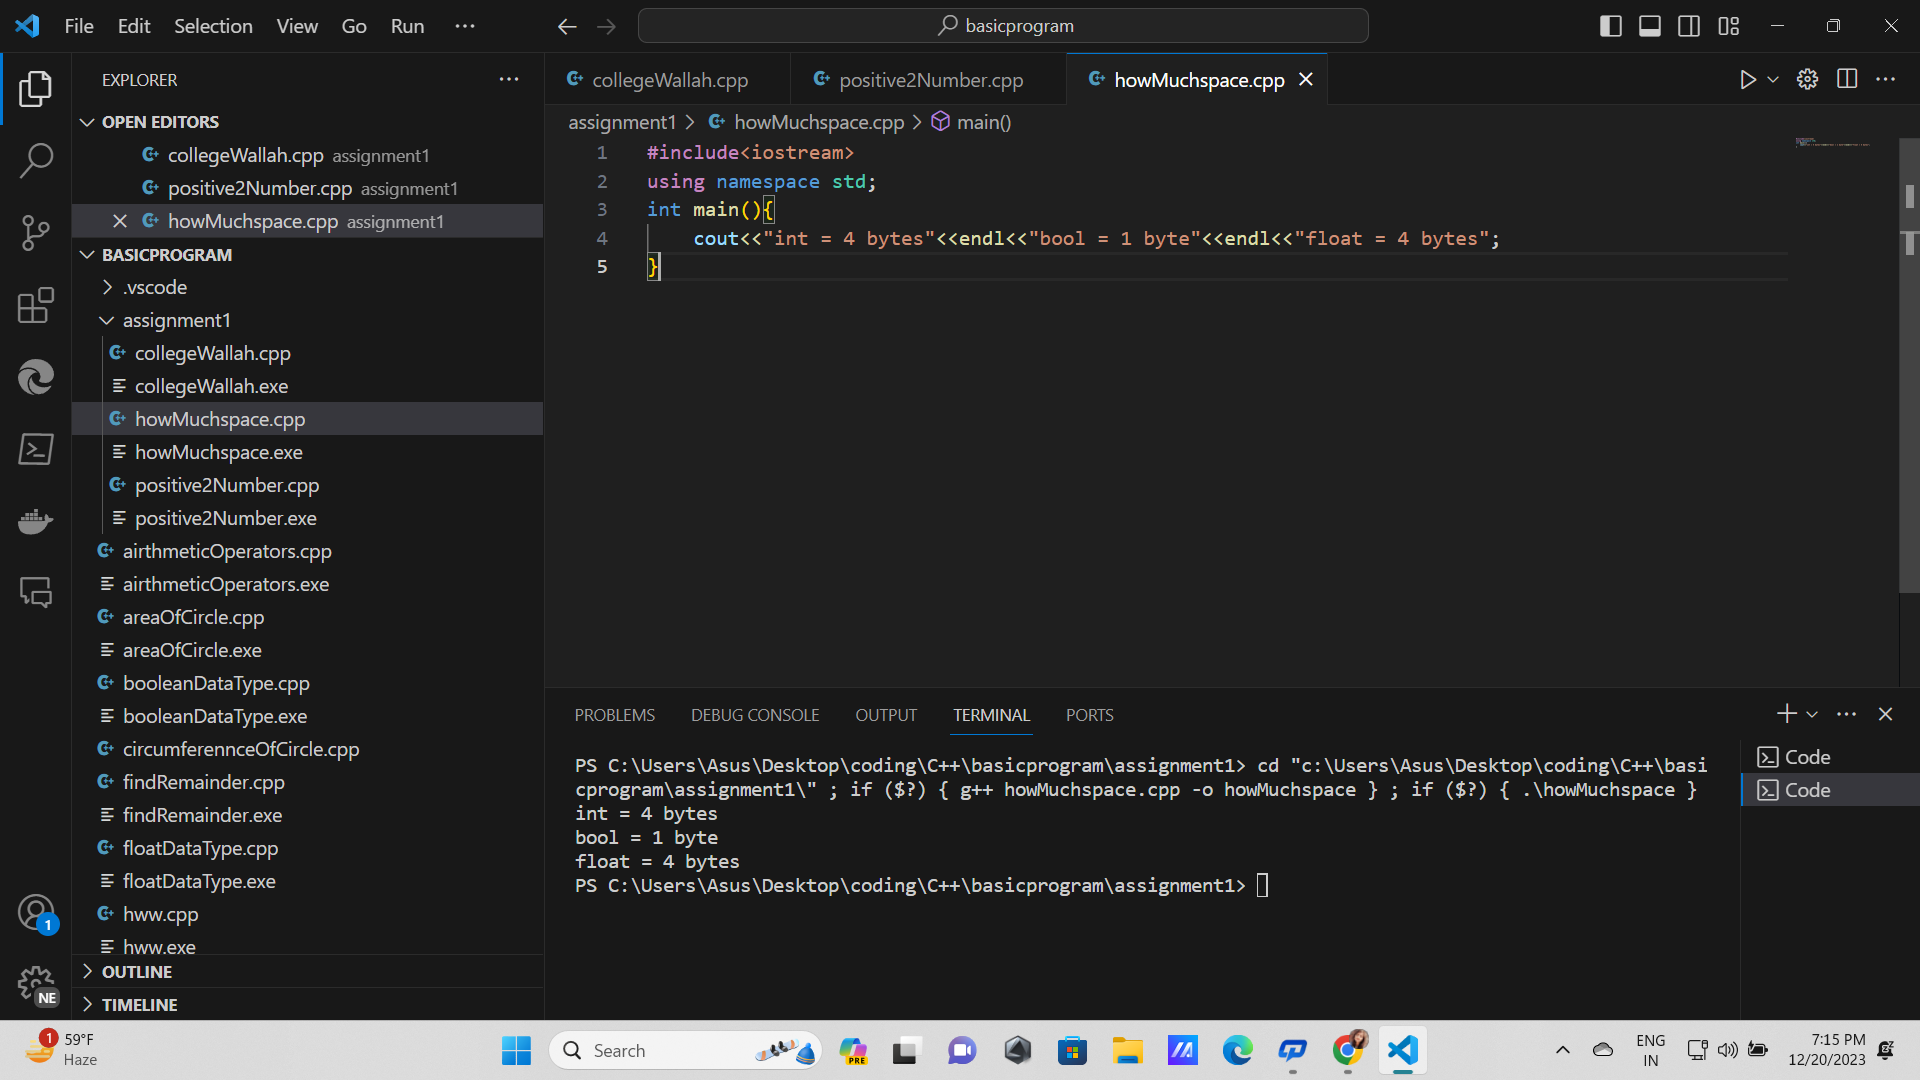 File Edit Selection View Go Run ···
basicprogram
EXPLORER
OPEN EDITORS
collegeWallah.cpp assignment1
positive2Number.cpp assignment1
howMuchspace.cpp assignment1
BASICPROGRAM
.vscode
assignment1
collegeWallah.cpp
collegeWallah.exe
howMuchspace.cpp
howMuchspace.exe
positive2Number.cpp
positive2Number.exe
airthmeticOperators.cpp
airthmeticOperators.exe
areaOfCircle.cpp
areaOfCircle.exe
booleanDataType.cpp
booleanDataType.exe
circumferennceOfCircle.cpp
findRemainder.cpp
findRemainder.exe
floatDataType.cpp
floatDataType.exe
hww.cpp
hww.exe
OUTLINE
TIMELINE
1
NE
collegeWallah.cpp positive2Number.cpp howMuchspace.cpp
assignment1 > howMuchspace.cpp > main()
1 #include<iostream>
2 using namespace std;
3 int main(){
4 cout<<"int = 4 bytes"<<endl<<"bool = 1 byte"<<endl<<"float = 4 bytes";
5 }
PROBLEMS DEBUG CONSOLE OUTPUT TERMINAL PORTS
PS C:\Users\Asus\Desktop\coding\C++\basicprogram\assignment1> cd "c:\Users\Asus\Desktop\coding\C++\basi
cprogram\assignment1\" ; if ($?) { g++ howMuchspace.cpp -o howMuchspace } ; if ($?) { .\howMuchspace }
int = 4 bytes
bool = 1 byte
float = 4 bytes
PS C:\Users\Asus\Desktop\coding\C++\basicprogram\assignment1>
Code
Code
1
59°F
Haze
Search
PRE
ENG
IN
7:15 PM
12/20/2023